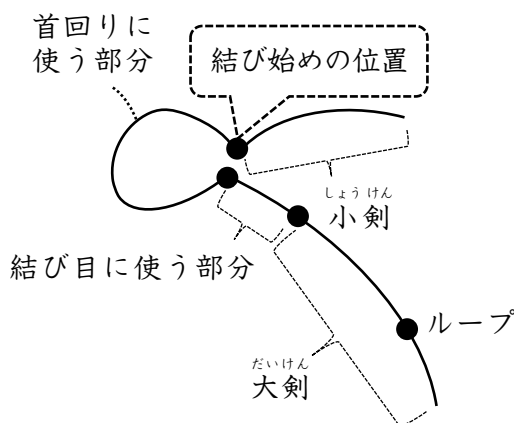 首回りに
使う部分
結び始めの位置
しょうけん
小剣
結び目に使う部分
ループ
だいけん
大剣